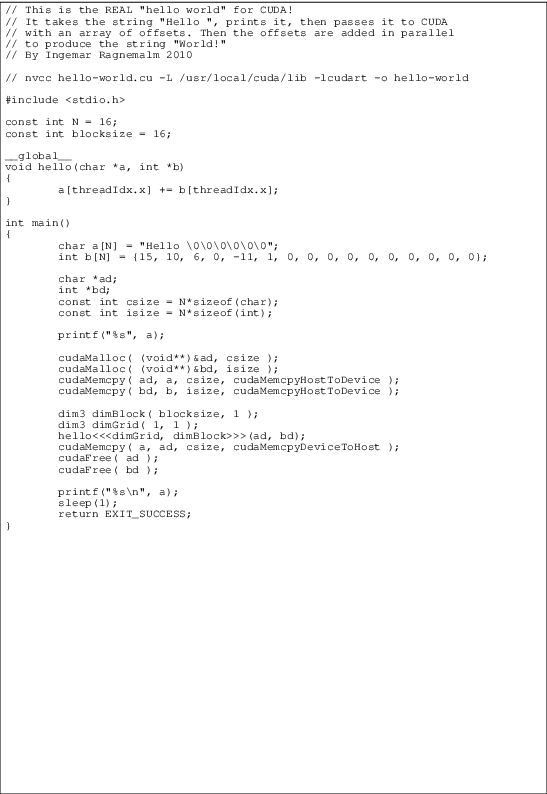 // This is the REAL "hello world" for CUDA!
// It takes the string "Hello ", prints it, then passes it to CUDA
// with an array of offsets. Then the offsets are added in parallel
// to produce the string "World!"
// By Ingemar Ragnemalm 2010
// nvcc hello-world.cu -L /usr/local/cuda/lib -lcudart -o hello-world
#include <stdio.h>
const int N = 16;
const int blocksize = 16;
__global__
void hello(char *a, int *b)
{
a[threadIdx.x] += b[threadIdx.x];
}
int main()
{
char a[N] = "Hello \0\0\0\0\0\0";
int b[N] = {15, 10, 6, 0, -11, 1, 0, 0, 0, 0, 0, 0, 0, 0, 0, 0};
char *ad;
int *bd;
const int csize = N*sizeof(char);
const int isize = N*sizeof(int);
printf("%s", a);
cudaMalloc( (void**)&ad, csize );
cudaMalloc( (void**)&bd, isize );
cudaMemcpy( ad, a, csize, cudaMemcpyHostToDevice );
cudaMemcpy( bd, b, isize, cudaMemcpyHostToDevice );
dim3 dimBlock( blocksize, 1 );
dim3 dimGrid( 1, 1 );
hello<<<dimGrid, dimBlock>>>(ad, bd);
cudaMemcpy( a, ad, csize, cudaMemcpyDeviceToHost );
cudaFree( ad );
cudaFree( bd );
printf("%s\n", a);
sleep(1);
return EXIT_SUCCESS;
}